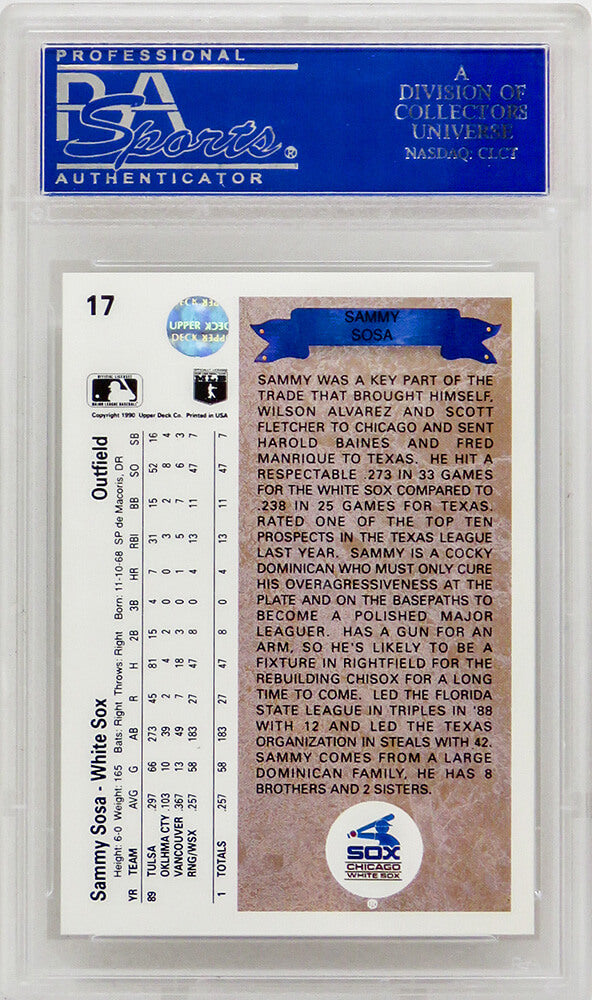 PROFESSIONAL
PSA
Sports®
AUTHENTICATOR
A
DIVISION OF
COLLECTORS
UNIVERSE
NASDAQ: CLCT
17
UPPER DECK
OFFICIAL LICENSEE
MAJOR LEAGUE BASEBALL
Copyright 1990 Upper Deck Co. Printed in USA
Sammy Sosa - White Sox Outfield
Height: 6-0 Weight: 165 Bats: Right Throws: Right Born: 11-10-68 SP de Macoris, DR
YR TEAM AVG G AB R H 2B 3B HR RBI BB SO SB
89 TULSA .297 66 273 45 81 15 4 7 31 15 52 16
OKLHMA CTY .103 10 39 2 4 2 0 0 3 2 8 4
VANCOUVER .367 13 49 7 18 3 0 1 5 7 6 3
RNG/WSX .257 58 183 27 47 8 0 4 13 11 47 7
1 TOTALS .257 58 183 27 47 8 0 4 13 11 47 7
SAMMY
SOSA
SAMMY WAS A KEY PART OF THE
TRADE THAT BROUGHT HIMSELF,
WILSON ALVAREZ AND SCOTT
FLETCHER TO CHICAGO AND SENT
HAROLD BAINES AND FRED
MANRIQUE TO TEXAS. HE HIT A
RESPECTABLE .273 IN 33 GAMES
FOR THE WHITE SOX COMPARED TO
.238 IN 25 GAMES FOR TEXAS.
RATED ONE OF THE TOP TEN
PROSPECTS IN THE TEXAS LEAGUE
LAST YEAR, SAMMY IS A COCKY
DOMINICAN WHO MUST ONLY CURE
HIS OVERAGRESSIVENESS AT THE
PLATE AND ON THE BASEPATHS TO
BECOME A POLISHED MAJOR
LEAGUER. HAS A GUN FOR AN
ARM, SO HE'S LIKELY TO BE A
FIXTURE IN RIGHTFIELD FOR THE
REBUILDING CHISOX FOR A LONG
TIME TO COME. LED THE FLORIDA
STATE LEAGUE IN TRIPLES IN '88
WITH 12 AND LED THE TEXAS
ORGANIZATION IN STEALS WITH 42.
SAMMY COMES FROM A LARGE
DOMINICAN FAMILY, HE HAS 8
BROTHERS AND 2 SISTERS.
SOX
CHICAGO
WHITE SOX